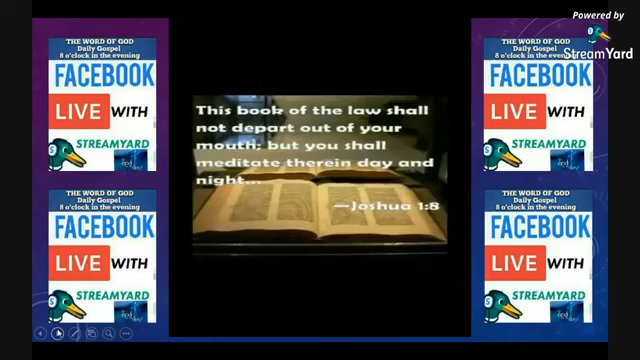 Powered by
StreamYard
THE WORD OF GOD
Daily Gospel
8 o'clock in the evening
FACEBOOK
LIVE WITH
STREAMYARD
THE WORD OF GOD
Daily Gospel
8 o'clock in the evening
FACEBOOK
LIVE WITH
STREAMYARD
This book of the law shall
not depart out of your
mouth; but you shall
meditate therein day and
night...
—Joshua 1:8
THE WORD OF GOD
Daily Gospel
8 o'clock in the evening
FACEBOOK
LIVE WITH
STREAMYARD
THE WORD OF GOD
Daily Gospel
8 o'clock in the evening
FACEBOOK
LIVE WITH
STREAMYARD